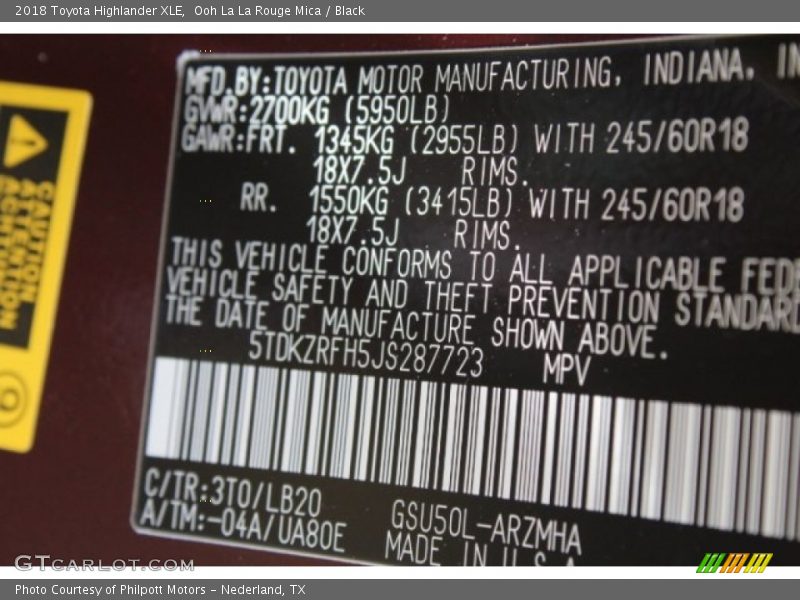 2018 Toyota Highlander XLE,  Ooh La La Rouge Mica / Black
MFD.BY:TOYOTA MOTOR MANUFACTURING, INDIANA, IN
GVWR:2700KG (5950LB)
GAWR:FRT. 1345KG (2955LB) WITH 245/60R18
18X7.5J RIMS.
RR. 1550KG (3415LB) WITH 245/60R18
18X7.5J RIMS.
THIS VEHICLE CONFORMS TO ALL APPLICABLE FEDE
VEHICLE SAFETY AND THEFT PREVENTION STANDARD
THE DATE OF MANUFACTURE SHOWN ABOVE.
5TDKZRFH5JS287723 MPV
C/TR:3T0/LB20
A/TM:-04A/UA80E
GSU50L-ARZMHA
MADE IN U.S.A.
CAUTION
ATTENTION
GTCARLOT.COM
Photo Courtesy of Philpott Motors - Nederland, TX